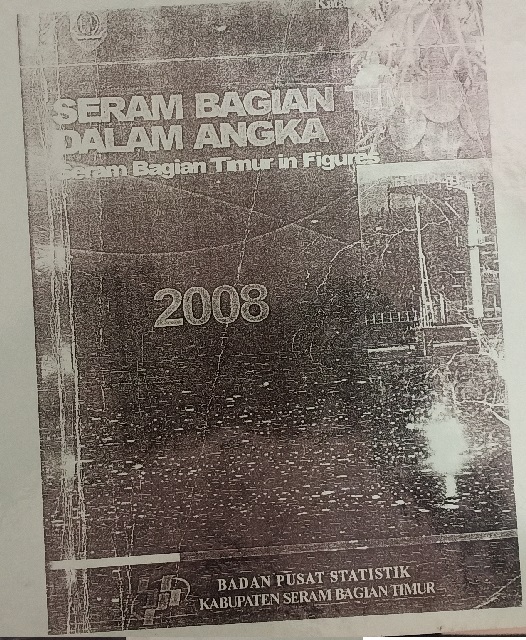 SERAM BAGIAN
DALAM ANGKA
Seram Bagian Timur in Figures
2008
BADAN PUSAT STATISTIK
KABUPATEN SERAM BAGIAN TIMUR